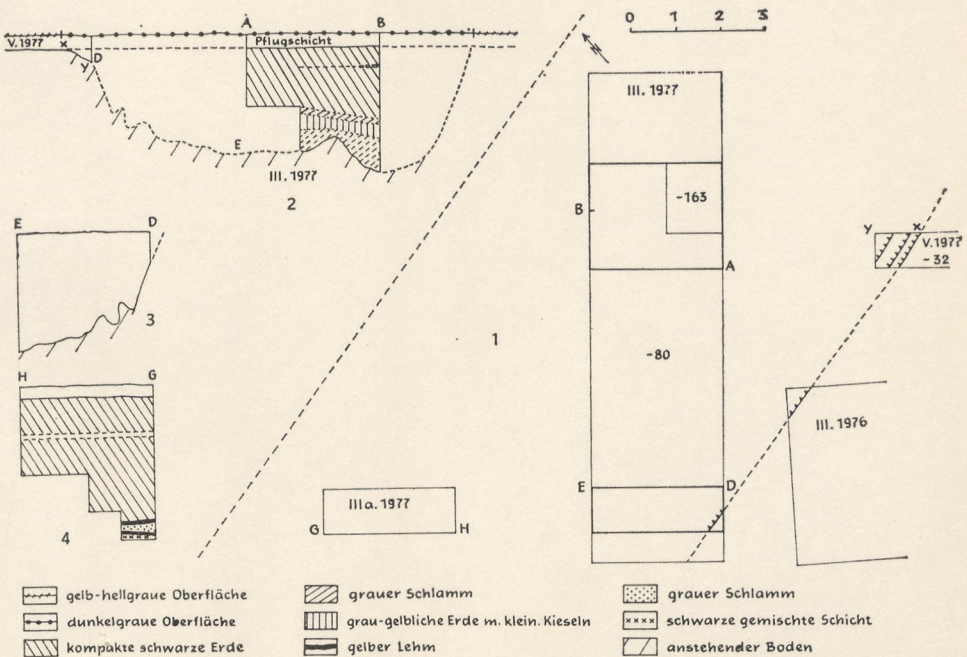 0 1 2 3
A B
V.1977 x Pflugschicht
y D
E
III. 1977
2
N
III. 1977
B -163
A
-80
y x
V.1977
-32
III. 1976
E D
E D
3
1
H G
4
IIIa. 1977
G H
gelb-hellgraue Oberfläche
dunkelgraue Oberfläche
kompakte schwarze Erde
grauer Schlamm
grau-gelbliche Erde m. klein. Kieseln
gelber Lehm
grauer Schlamm
schwarze gemischte Schicht
anstehender Boden